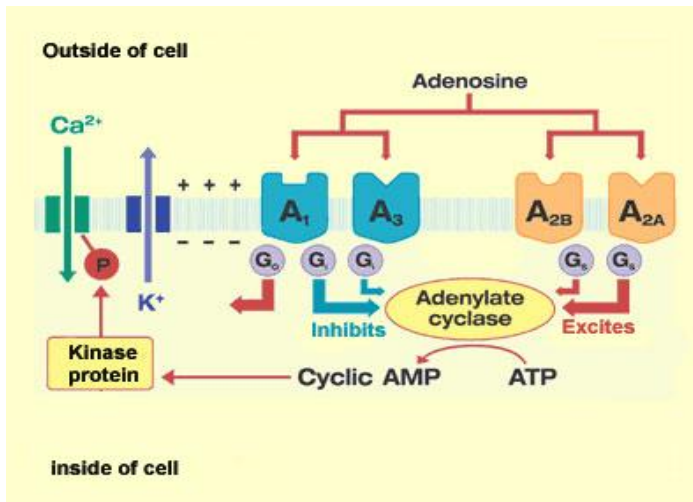 Outside of cell
Adenosine
Ca²⁺
+ + +
A₁
A₃
A₂B
A₂A
– – –
P
K⁺
G₀
Gᵢ
Gᵢ
Gₛ
Gₛ
Inhibits
Adenylate
cyclase
Excites
Kinase
protein
Cyclic AMP
ATP
inside of cell